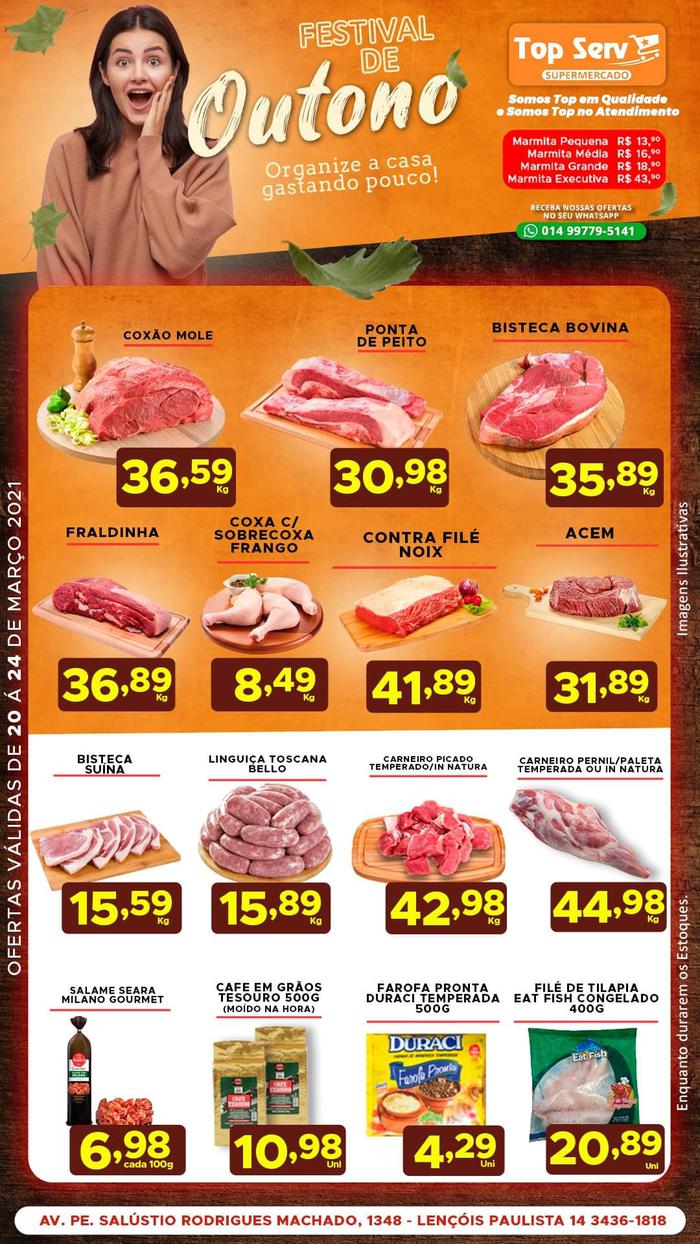 FESTIVAL
DE
Outono
Organize a casa
gastando pouco!
Top Serv
SUPERMERCADO
Somos Top em Qualidade
e Somos Top no Atendimento
Marmita Pequena R$ 13,90
Marmita Média R$ 16,90
Marmita Grande R$ 18,90
Marmita Executiva R$ 43,90
RECEBA NOSSAS OFERTAS
NO SEU WHATSAPP
014 99779-5141
COXÃO MOLE
36,59
Kg
PONTA
DE PEITO
30,98
Kg
BISTECA BOVINA
35,89
Kg
FRALDINHA
36,89
Kg
COXA C/
SOBRECOXA
FRANGO
8,49
Kg
CONTRA FILÉ
NOIX
41,89
Kg
ACEM
31,89
Kg
BISTECA
SUÍNA
15,59
Kg
LINGUIÇA TOSCANA
BELLO
15,89
Kg
CARNEIRO PICADO
TEMPERADO/IN NATURA
42,98
Kg
CARNEIRO PERNIL/PALETA
TEMPERADA OU IN NATURA
44,98
Kg
SALAME SEARA
MILANO GOURMET
6,98
cada 100g
CAFE EM GRÃOS
TESOURO 500G
(MOÍDO NA HORA)
CAFE
TESOURO
10,98
Uni
FAROFA PRONTA
DURACI TEMPERADA
500G
DURACI
Farofa Pronta
4,29
Uni
FILÉ DE TILAPIA
EAT FISH CONGELADO
400G
Eat Fish
20,89
Uni
OFERTAS VÁLIDAS DE 20 Á 24 DE MARÇO 2021
Imagens Ilustrativas
Enquanto durarem os Estoques.
AV. PE. SALÚSTIO RODRIGUES MACHADO, 1348 - LENÇÓIS PAULISTA 14 3436-1818